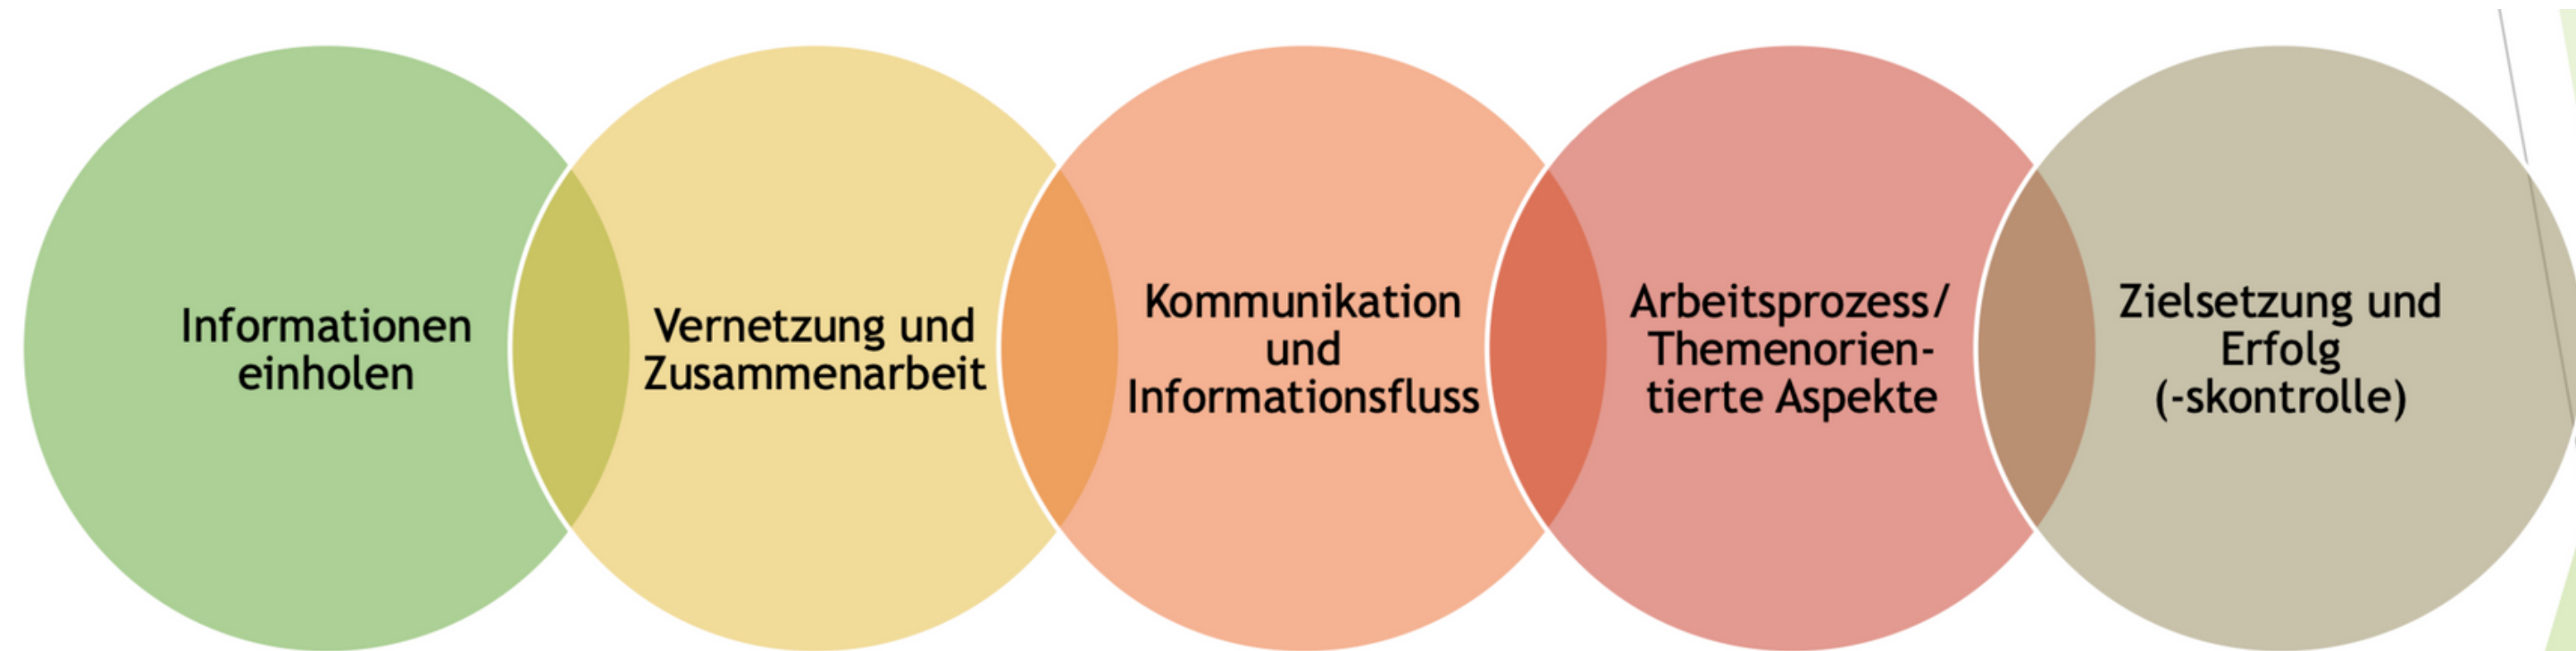 Informationen
einholen
Vernetzung und
Zusammenarbeit
Kommunikation
und
Informationsfluss
Arbeitsprozess/
Themenorien-
tierte Aspekte
Zielsetzung und
Erfolg
(-skontrolle)